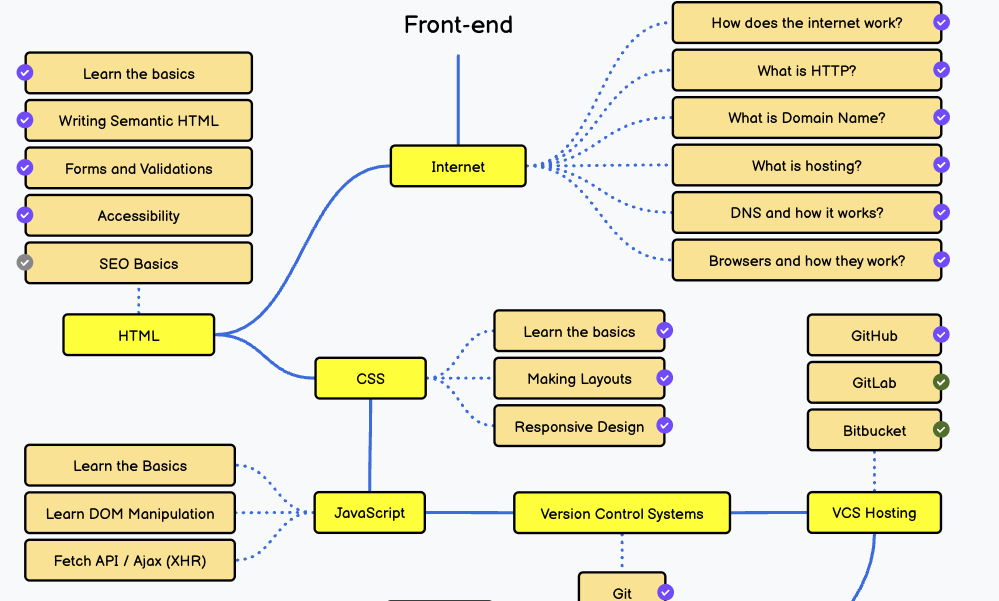 Front-end
How does the internet work?
What is HTTP?
What is Domain Name?
What is hosting?
DNS and how it works?
Browsers and how they work?
Internet
Learn the basics
Writing Semantic HTML
Forms and Validations
Accessibility
SEO Basics
HTML
CSS
Learn the basics
Making Layouts
Responsive Design
GitHub
GitLab
Bitbucket
Learn the Basics
Learn DOM Manipulation
Fetch API / Ajax (XHR)
JavaScript
Version Control Systems
VCS Hosting
Git